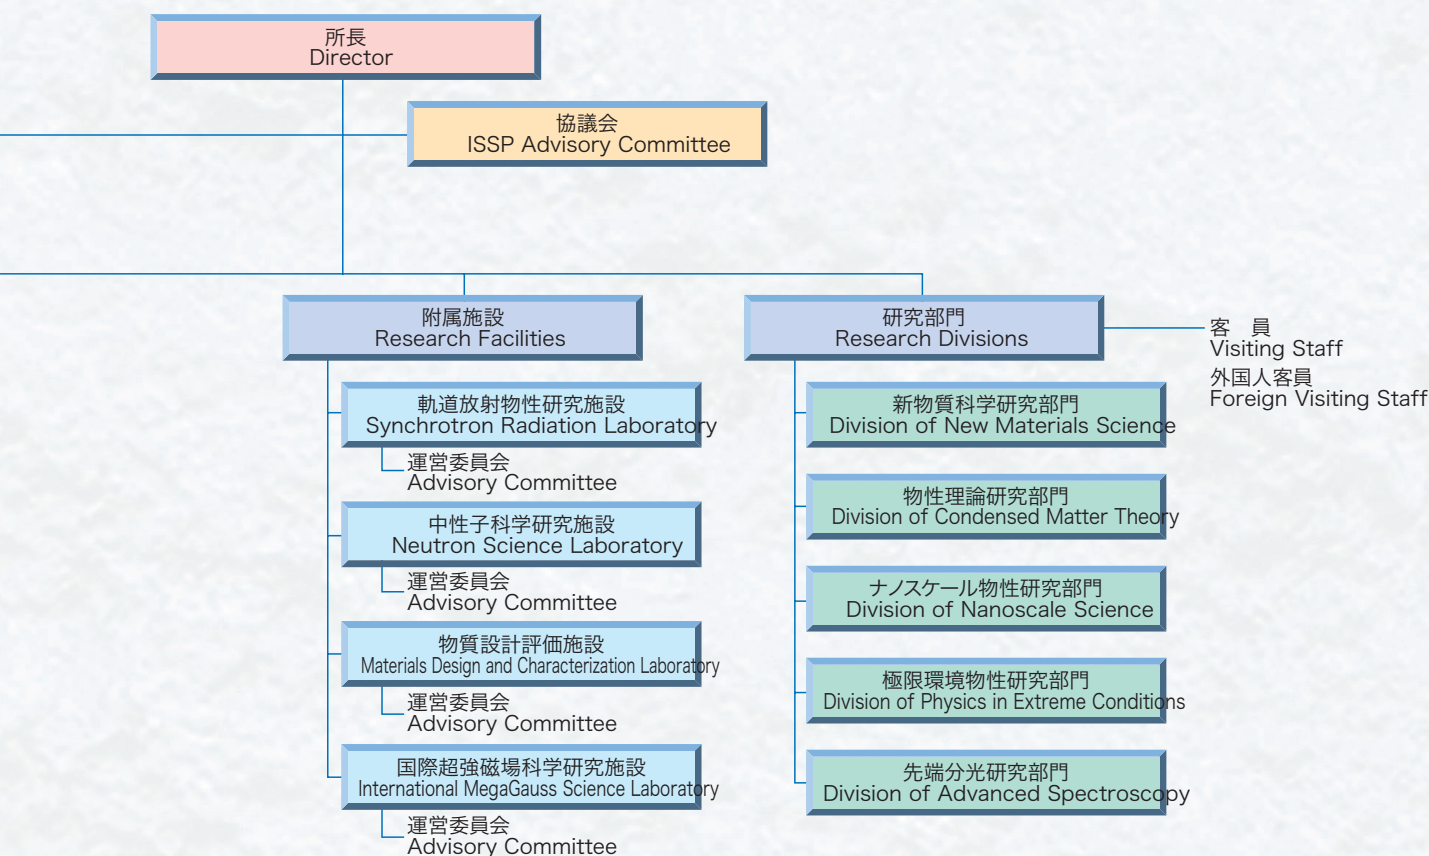 所長
Director
協議会
ISSP Advisory Committee
附属施設
Research Facilities
軌道放射物性研究施設
Synchrotron Radiation Laboratory
運営委員会
Advisory Committee
中性子科学研究施設
Neutron Science Laboratory
運営委員会
Advisory Committee
物質設計評価施設
Materials Design and Characterization Laboratory
運営委員会
Advisory Committee
国際超強磁場科学研究施設
International MegaGauss Science Laboratory
運営委員会
Advisory Committee
研究部門
Research Divisions
客　員
Visiting Staff
外国人客員
Foreign Visiting Staff
新物質科学研究部門
Division of New Materials Science
物性理論研究部門
Division of Condensed Matter Theory
ナノスケール物性研究部門
Division of Nanoscale Science
極限環境物性研究部門
Division of Physics in Extreme Conditions
先端分光研究部門
Division of Advanced Spectroscopy